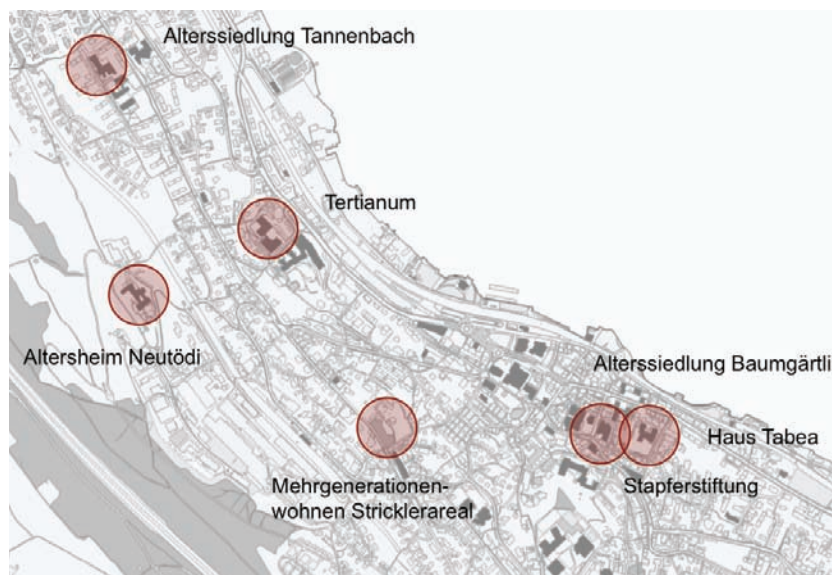 Alterssiedlung Tannenbach
Tertianum
Altersheim Neutödi
Alterssiedlung Baumgärtli
Haus Tabea
Mehrgenerationen-
wohnen Stricklerareal
Stapferstiftung